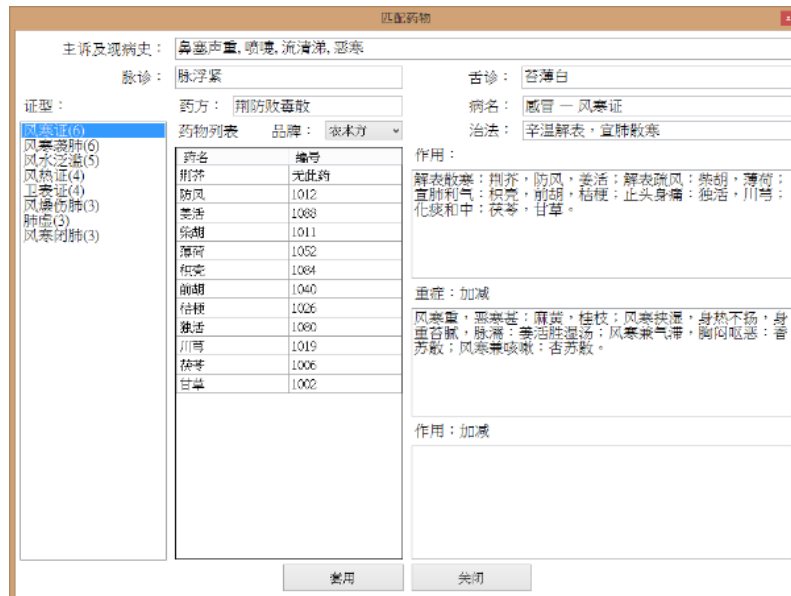 匹配药物
主诉及现病史： 鼻塞声重, 喷嚏, 流清涕, 恶寒
脉诊： 脉浮紧 舌诊： 苔薄白
证型： 药方： 荆防败毒散 病名： 感冒 — 风寒证
风寒证(6) 药物列表 品牌： 农本方 治法： 辛温解表，宣肺散寒
风寒袭肺(6)
风水泛滥(5)
风热证(4)
卫表证(4)
风燥伤肺(3)
肺虚(3)
风寒闭肺(3)
药名 编号
荆芥 无此药
防风 1012
羌活 1088
柴胡 1011
薄荷 1052
枳壳 1084
前胡 1040
桔梗 1026
独活 1080
川芎 1019
茯苓 1006
甘草 1002
作用：
解表散寒：荆芥，防风，羌活；解表疏风：柴胡，薄荷；
宣肺利气：枳壳，前胡，桔梗；止头身痛：独活，川芎；
化痰和中：茯苓，甘草。
重症：加减
风寒重，恶寒甚：麻黄，桂枝；风寒挟湿，身热不扬，身
重苔腻，脉濡：羌活胜湿汤；风寒兼气滞，胸闷呕恶：香
苏散；风寒兼咳嗽：杏苏散。
作用：加减
套用 关闭